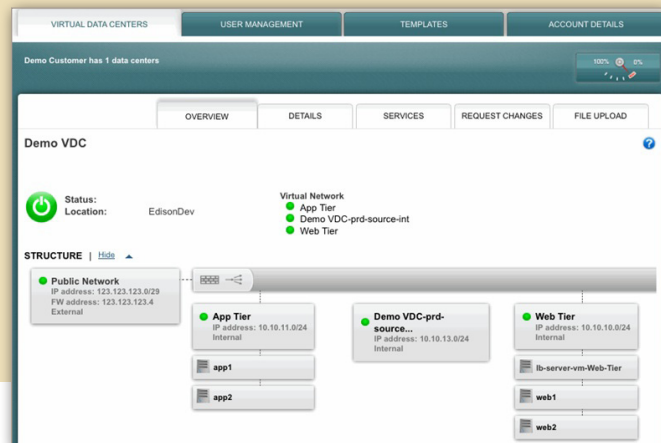 VIRTUAL DATA CENTERS USER MANAGEMENT TEMPLATES ACCOUNT DETAILS
Demo Customer has 1 data centers
100% 0%
OVERVIEW DETAILS SERVICES REQUEST CHANGES FILE UPLOAD
Demo VDC ?
Status:
Location: EdisonDev
Virtual Network
App Tier
Demo VDC-prd-source-int
Web Tier
STRUCTURE | Hide
Public Network
IP address: 123.123.123.0/29
FW address: 123.123.123.4
External
App Tier
IP address: 10.10.11.0/24
Internal
app1
app2
Demo VDC-prd-
source...
IP address: 10.10.13.0/24
Internal
Web Tier
IP address: 10.10.10.0/24
Internal
lb-server-vm-Web-Tier
web1
web2